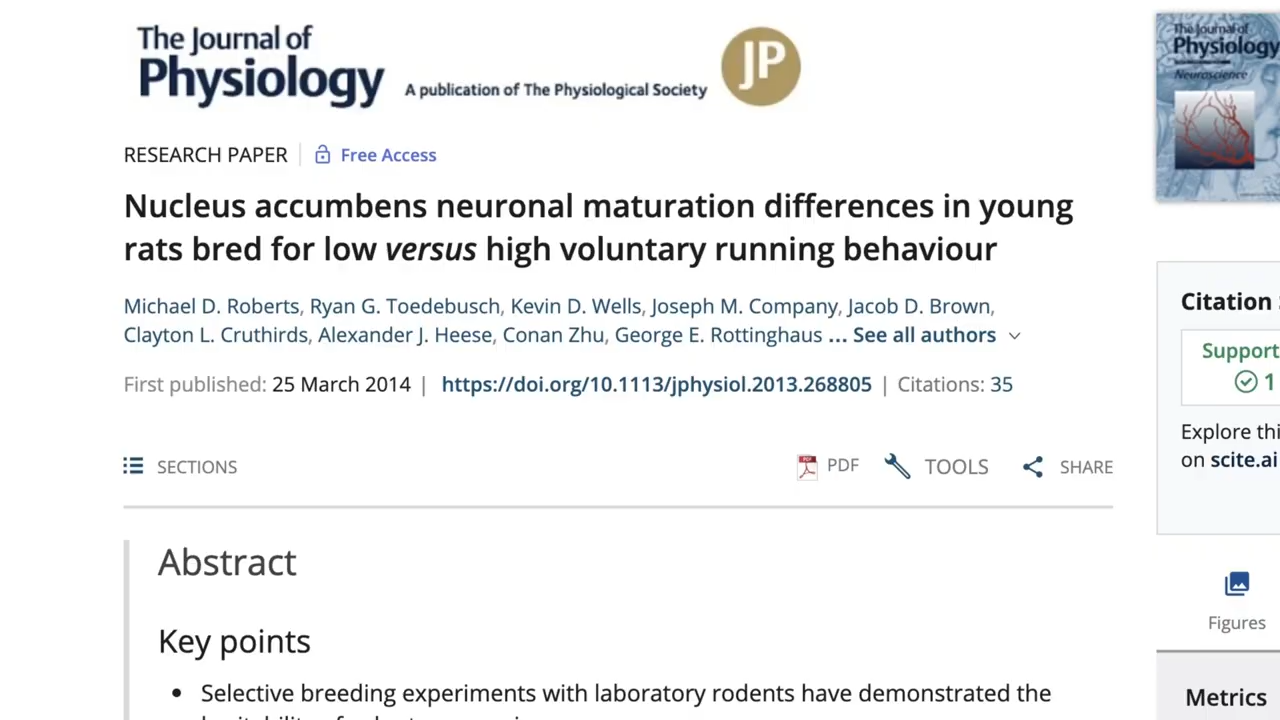 The Journal of
Physiology
A publication of The Physiological Society
JP
The Journal of
Physiology
Neuroscience
RESEARCH PAPER
Free Access
Nucleus accumbens neuronal maturation differences in young
rats bred for low versus high voluntary running behaviour
Michael D. Roberts, Ryan G. Toedebusch, Kevin D. Wells, Joseph M. Company, Jacob D. Brown,
Clayton L. Cruthirds, Alexander J. Heese, Conan Zhu, George E. Rottinghaus ... See all authors
First published: 25 March 2014 | https://doi.org/10.1113/jphysiol.2013.268805 | Citations: 35
SECTIONS
PDF
TOOLS
SHARE
Abstract
Key points
• Selective breeding experiments with laboratory rodents have demonstrated the
Citation
Support
1
Explore thi
on scite.ai
Figures
Metrics